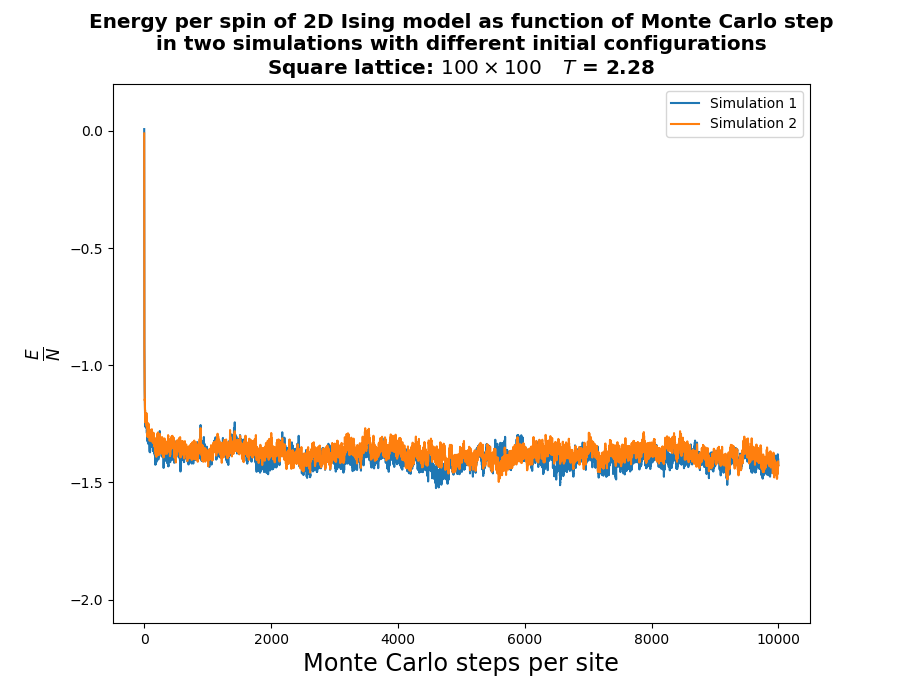 Energy per spin of 2D Ising model as function of Monte Carlo step
in two simulations with different initial configurations
Square lattice: 100 × 100 T = 2.28
Simulation 1
Simulation 2
0.0
−0.5
−1.0
−1.5
−2.0
E
N
0 2000 4000 6000 8000 10000
Monte Carlo steps per site